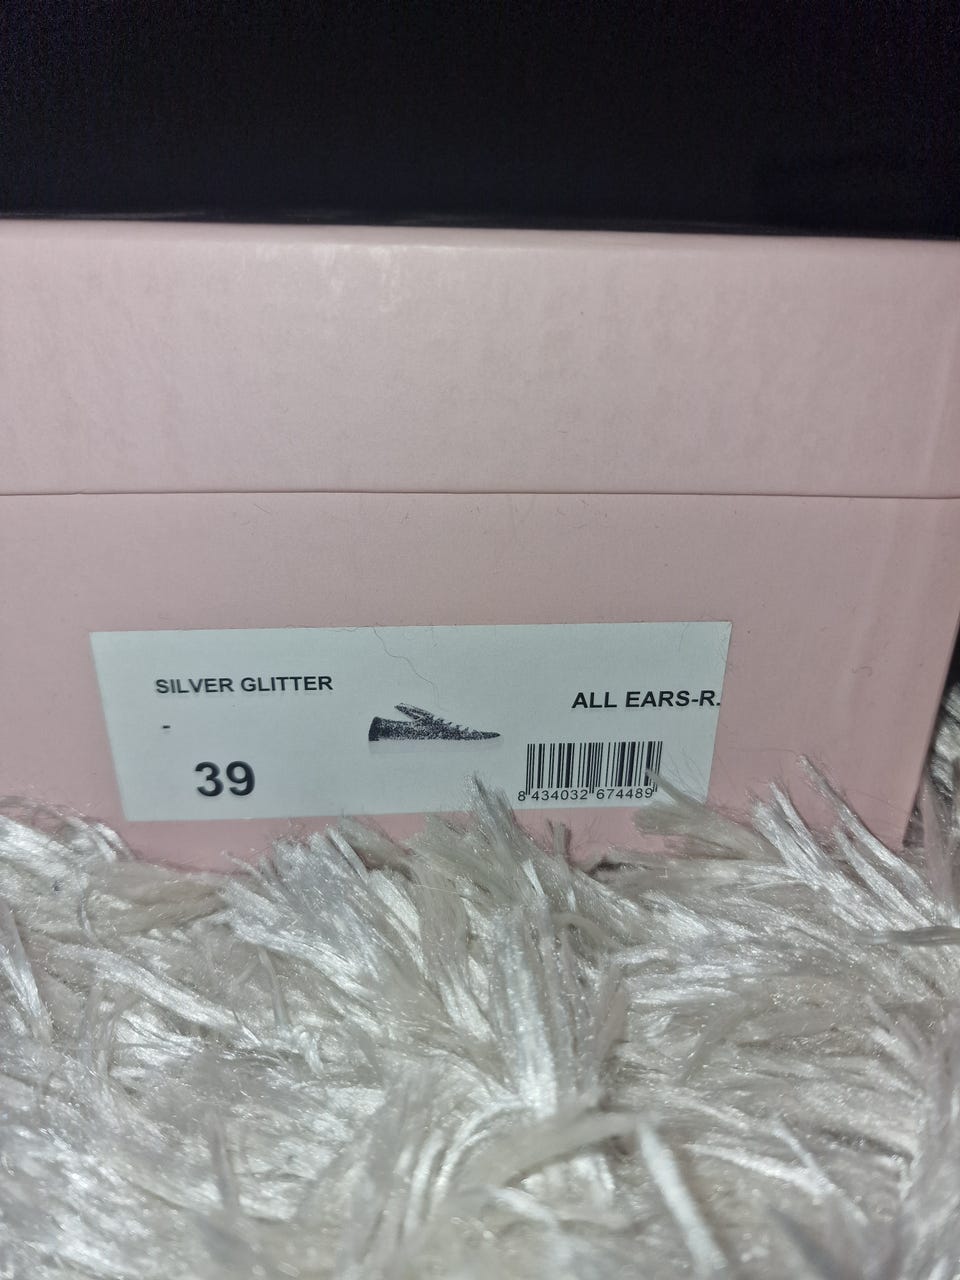 SILVER GLITTER
-
39
ALL EARS-R.
8 434032 674489